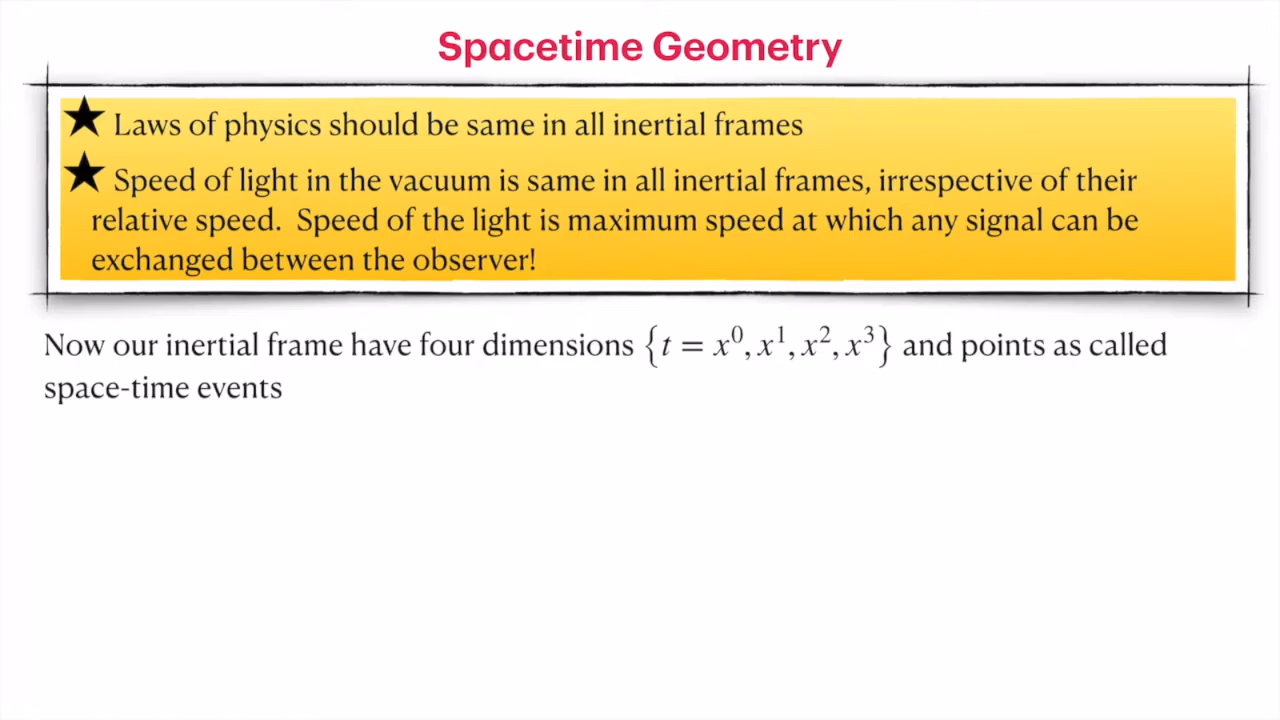 Spacetime Geometry
★ Laws of physics should be same in all inertial frames
★ Speed of light in the vacuum is same in all inertial frames, irrespective of their
relative speed. Speed of the light is maximum speed at which any signal can be
exchanged between the observer!
Now our inertial frame have four dimensions {t = x⁰, x¹, x², x³} and points as called
space-time events